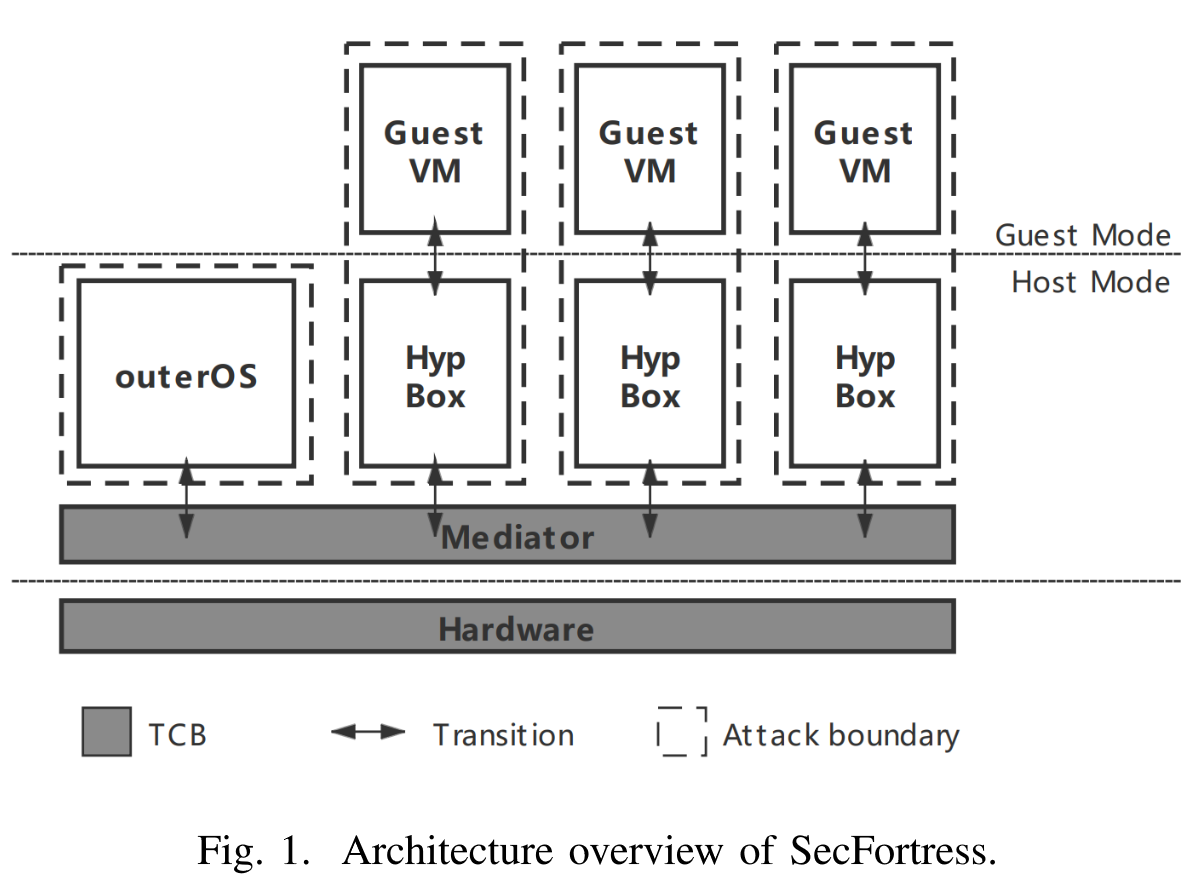 Guest
VM
Guest
VM
Guest
VM
Guest Mode
Host Mode
outerOS
Hyp
Box
Hyp
Box
Hyp
Box
Mediator
Hardware
TCB
Transition
Attack boundary
Fig. 1. Architecture overview of SecFortress.